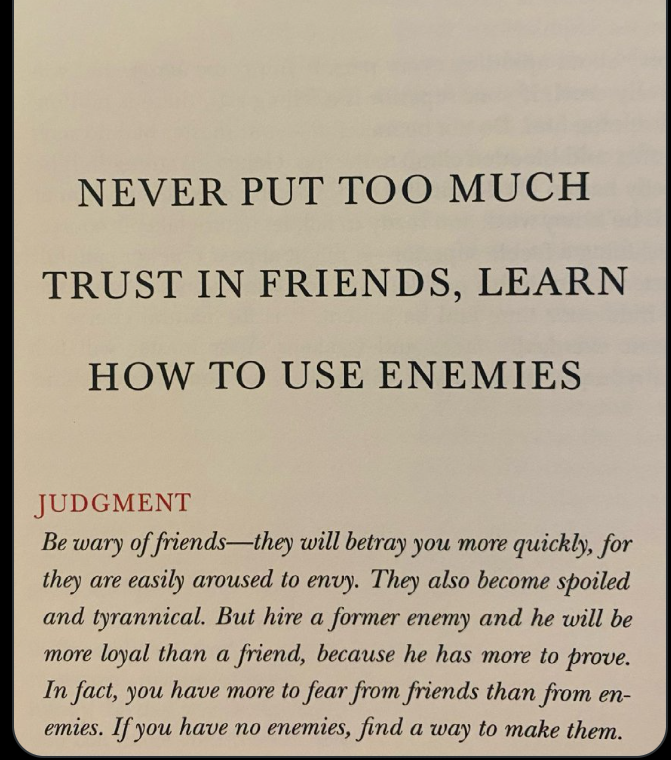 NEVER PUT TOO MUCH
TRUST IN FRIENDS, LEARN
HOW TO USE ENEMIES
JUDGMENT
Be wary of friends—they will betray you more quickly, for
they are easily aroused to envy. They also become spoiled
and tyrannical. But hire a former enemy and he will be
more loyal than a friend, because he has more to prove.
In fact, you have more to fear from friends than from en-
emies. If you have no enemies, find a way to make them.